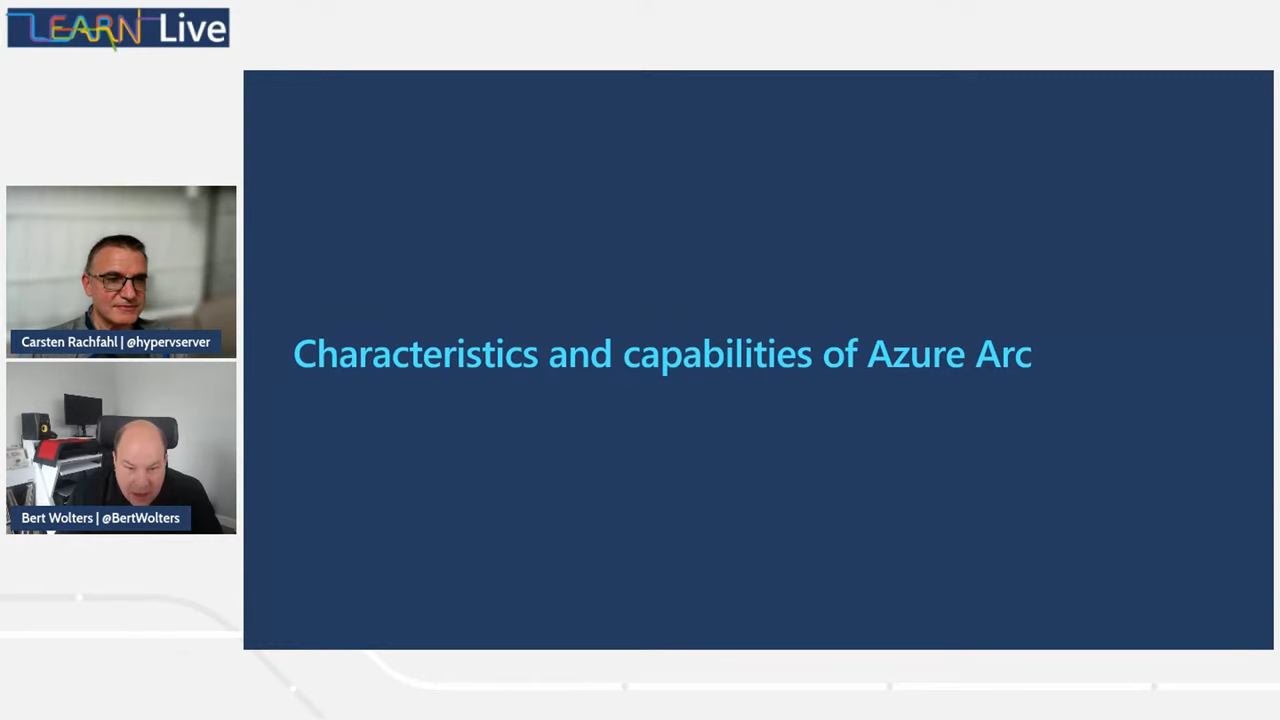 LEARN Live
Characteristics and capabilities of Azure Arc
Carsten Rachfahl | @hypervserver
Bert Wolters | @BertWolters